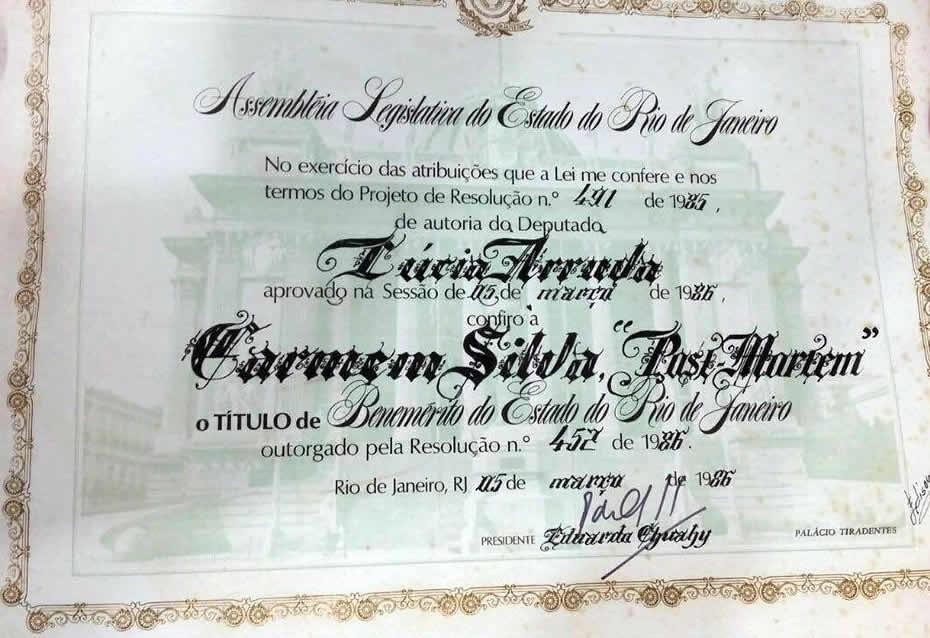 Assembléia Legislativa do Estado do Rio de Janeiro
No exercício das atribuições que a Lei me confere e nos
termos do Projeto de Resolução n.º 491 de 1985,
de autoria do Deputado
Lúcia Arruda
aprovado na Sessão de 05 de março de 1986,
confiro à
Carmem Silva, "Post-Mortem"
o TÍTULO de Benemérito do Estado do Rio de Janeiro
outorgado pela Resolução n.º 457 de 1986.
Rio de Janeiro, RJ 05 de março de 1986
PRESIDENTE Eduardo Chuahy
PALÁCIO TIRADENTES